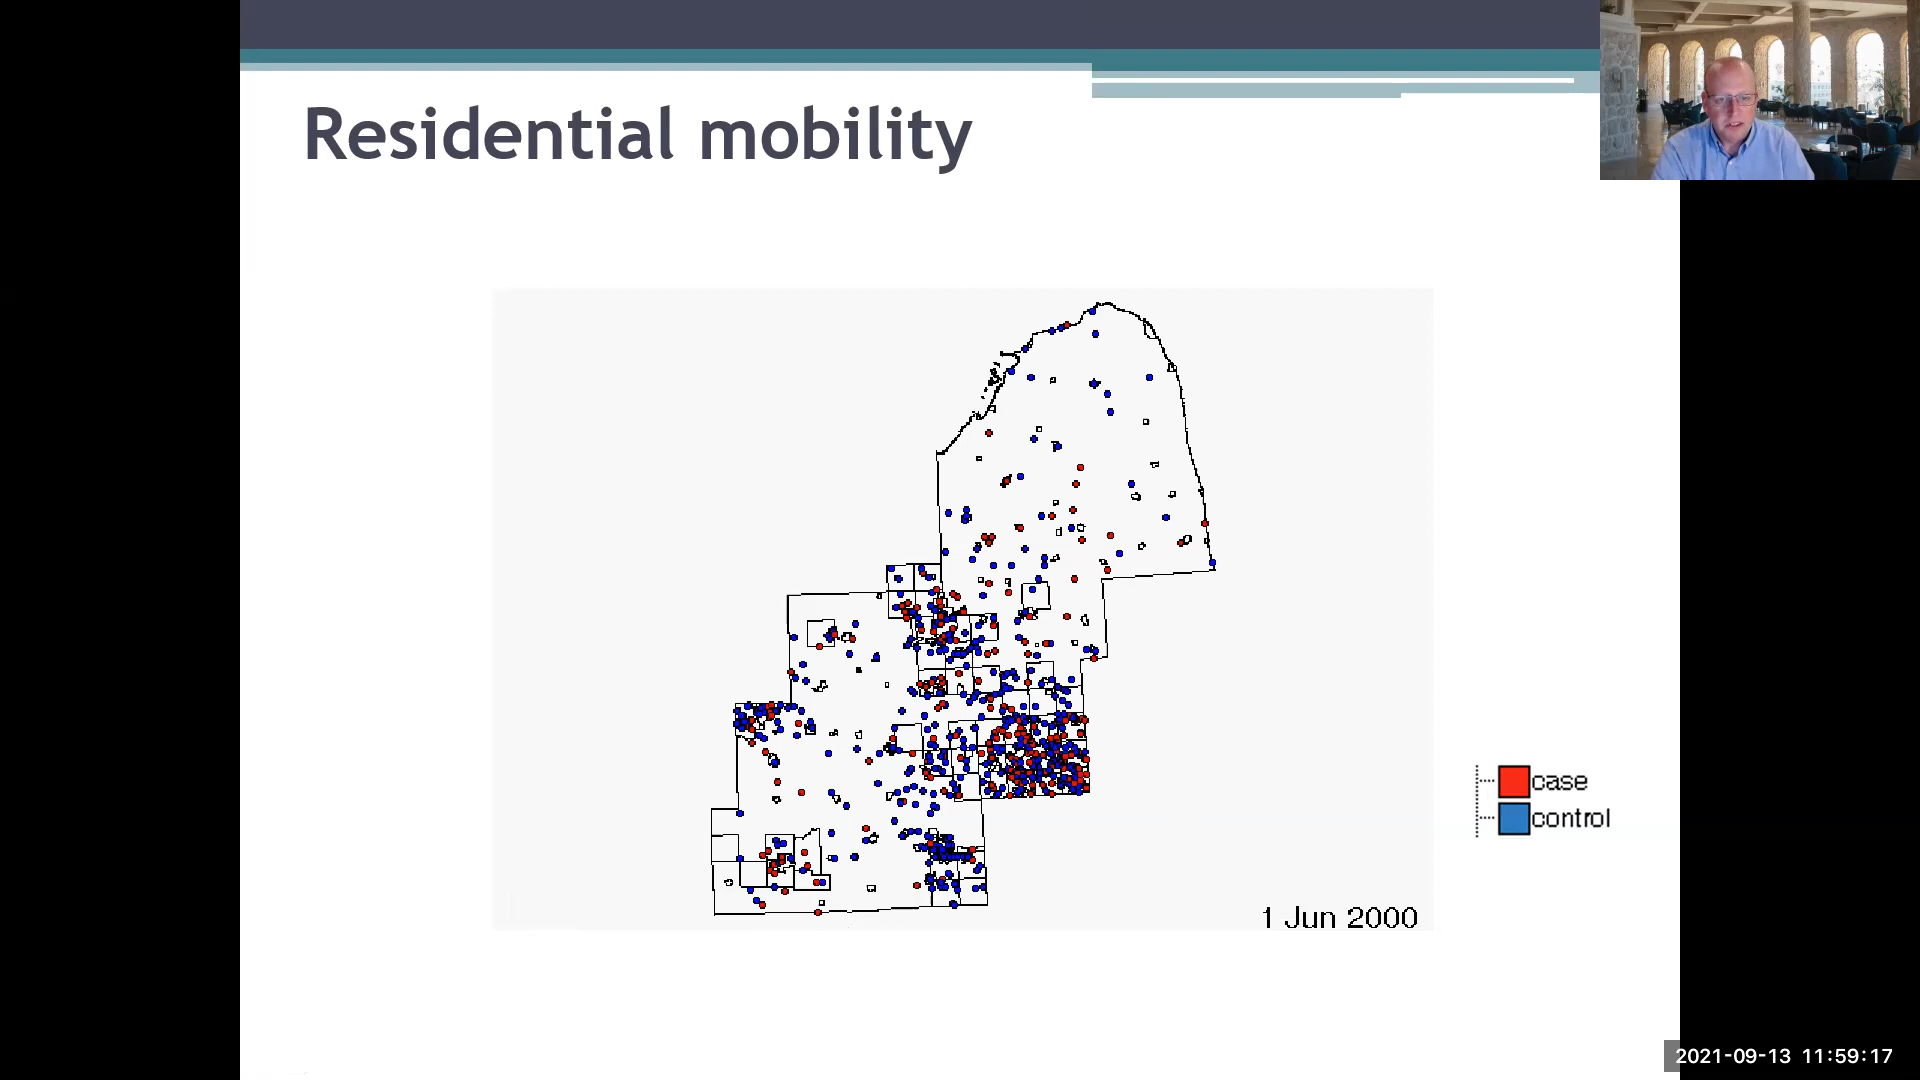 Residential mobility
case
control
1 Jun 2000
2021-09-13 11:59:17